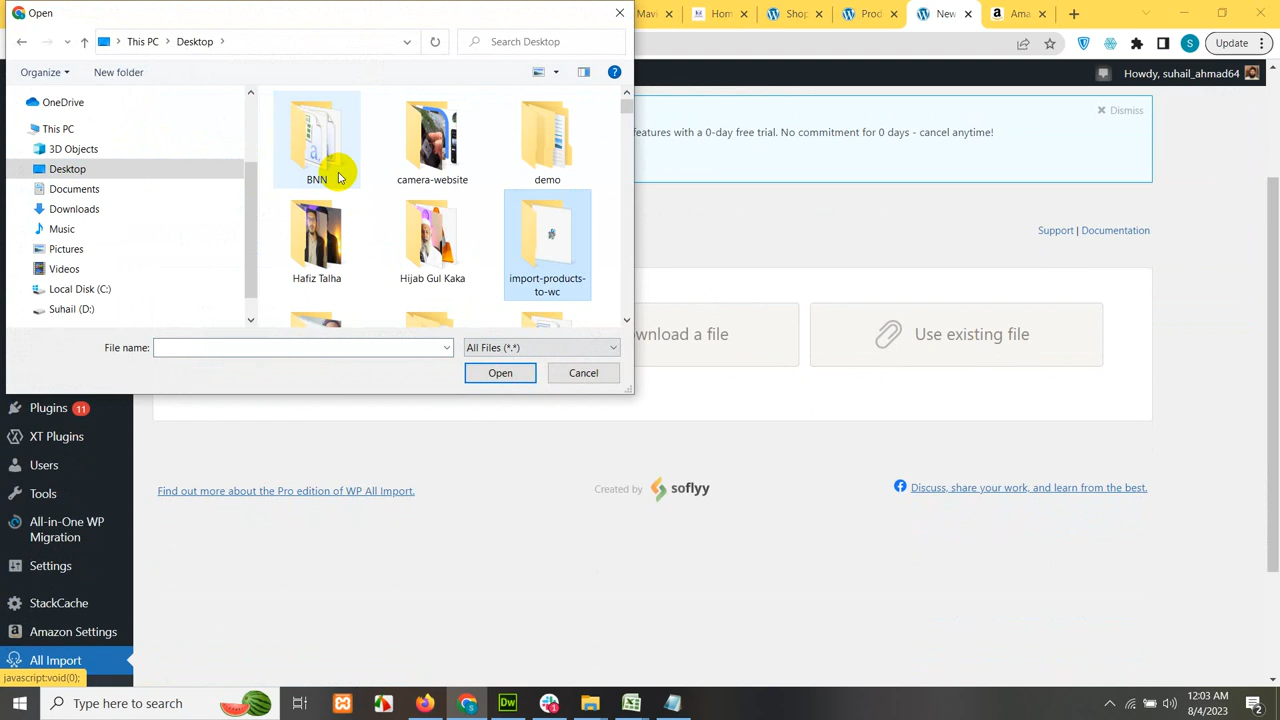 Open
This PC
Desktop
Search Desktop
Organize
New folder
OneDrive
This PC
3D Objects
Desktop
Documents
Downloads
Music
Pictures
Videos
Local Disk (C:)
Suhail (D:)
BNN
camera-website
demo
Hafiz Talha
Hijab Gul Kaka
import-products-
to-wc
File name:
All Files (*.*)
Open
Cancel
Mavi
Hom
Shop
Prod
New
Ama
S
Update
Howdy, suhail_ahmad64
Dismiss
features with a 0-day free trial. No commitment for 0 days - cancel anytime!
Support | Documentation
wnload a file
Use existing file
Plugins 11
XT Plugins
Users
Tools
All-in-One WP
Migration
Settings
StackCache
Amazon Settings
All Import
javascript:void(0);
Find out more about the Pro edition of WP All Import.
Created by soflyy
Discuss, share your work, and learn from the best.
Type here to search
12:03 AM
8/4/2023
2